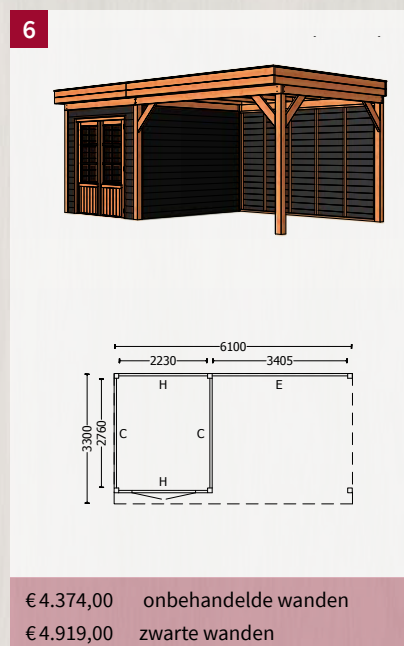 6
6100
2230 3405
H E
3300 2760 C C
H
€ 4.374,00 onbehandelde wanden
€ 4.919,00 zwarte wanden